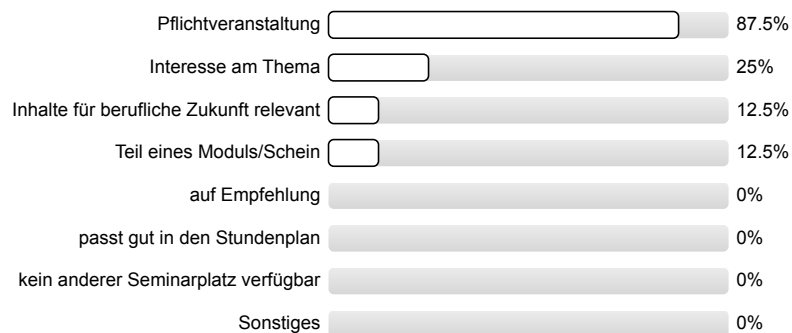 Pflichtveranstaltung 87.5%
Interesse am Thema 25%
Inhalte für berufliche Zukunft relevant 12.5%
Teil eines Moduls/Schein 12.5%
auf Empfehlung 0%
passt gut in den Stundenplan 0%
kein anderer Seminarplatz verfügbar 0%
Sonstiges 0%